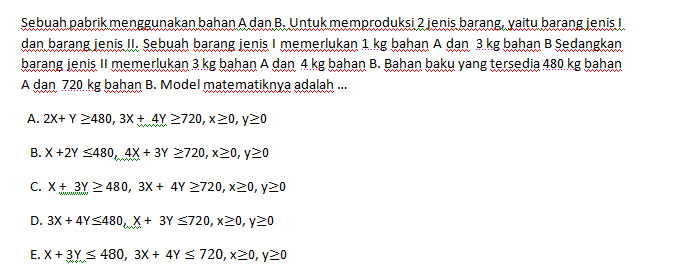 Sebuah pabrik menggunakan bahan A dan B. Untuk memproduksi 2 jenis barang, yaitu barang jenis I
dan barang jenis II. Sebuah barang jenis I memerlukan 1 kg bahan A dan 3 kg bahan B Sedangkan
barang jenis II memerlukan 3 kg bahan A dan 4 kg bahan B. Bahan baku yang tersedia 480 kg bahan
A dan 720 kg bahan B. Model matematiknya adalah ...
A. 2X+ Y ≥480, 3X + 4Y ≥720, x≥0, y≥0
B. X +2Y ≤480, 4X + 3Y ≥720, x≥0, y≥0
C. X + 3Y ≥ 480, 3X + 4Y ≥720, x≥0, y≥0
D. 3X + 4Y≤480, X + 3Y ≤720, x≥0, y≥0
E. X + 3Y ≤ 480, 3X + 4Y ≤ 720, x≥0, y≥0